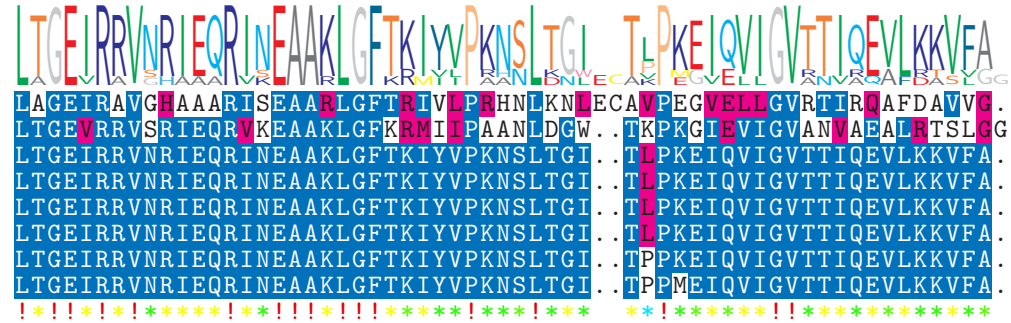 LTGEIRRVNRIEQRINEAAKLGFTKIYVPKNSLTGI TLPKEIQVIGVTTIQEVLKKVFA
LAGEIRAVGHAAARISEAARLGFTRIVLPRHNLKNLECAVPEGVELLGVRTIRQAFDAVVG.
LTGEVRRVSRIEQRVKEAAKLGFKRMIIPAANLDGW..TKPKGIEVIGVANVAEALRTSLGG
LTGEIRRVNRIEQRINEAAKLGFTKIYVPKNSLTGI..TLPKEIQVIGVTTIQEVLKKVFA.
LTGEIRRVNRIEQRINEAAKLGFTKIYVPKNSLTGI..TLPKEIQVIGVTTIQEVLKKVFA.
LTGEIRRVNRIEQRINEAAKLGFTKIYVPKNSLTGI..TLPKEIQVIGVTTIQEVLKKVFA.
LTGEIRRVNRIEQRINEAAKLGFTKIYVPKNSLTGI..TLPKEIQVIGVTTIQEVLKKVFA.
LTGEIRRVNRIEQRINEAAKLGFTKIYVPKNSLTGI..TPPKEIQVIGVTTIQEVLKKVFA.
LTGEIRRVNRIEQRINEAAKLGFTKIYVPKNSLTGI..TPPMEIQVIGVTTIQEVLKKVFA.
!*!!*!*!*****!**!!!*!!!*****!***!*** **!******!!************